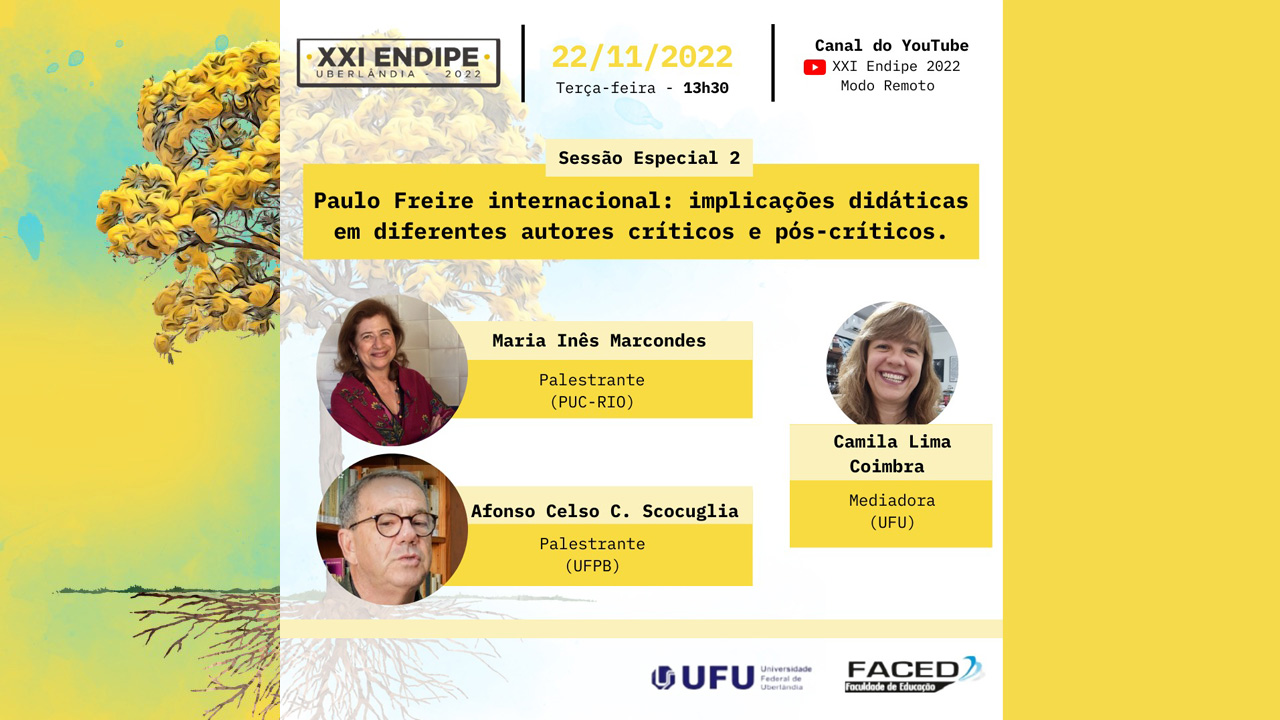 XXI ENDIPE
UBERLÂNDIA - 2022
22/11/2022
Terça-feira - 13h30
Canal do YouTube
XXI Endipe 2022
Modo Remoto
Sessão Especial 2
Paulo Freire internacional: implicações didáticas
em diferentes autores críticos e pós-críticos.
Maria Inês Marcondes
Palestrante
(PUC-RIO)
Afonso Celso C. Scocuglia
Palestrante
(UFPB)
Camila Lima
Coimbra
Mediadora
(UFU)
UFU
Universidade
Federal de
Uberlândia
FACED
Faculdade de Educação